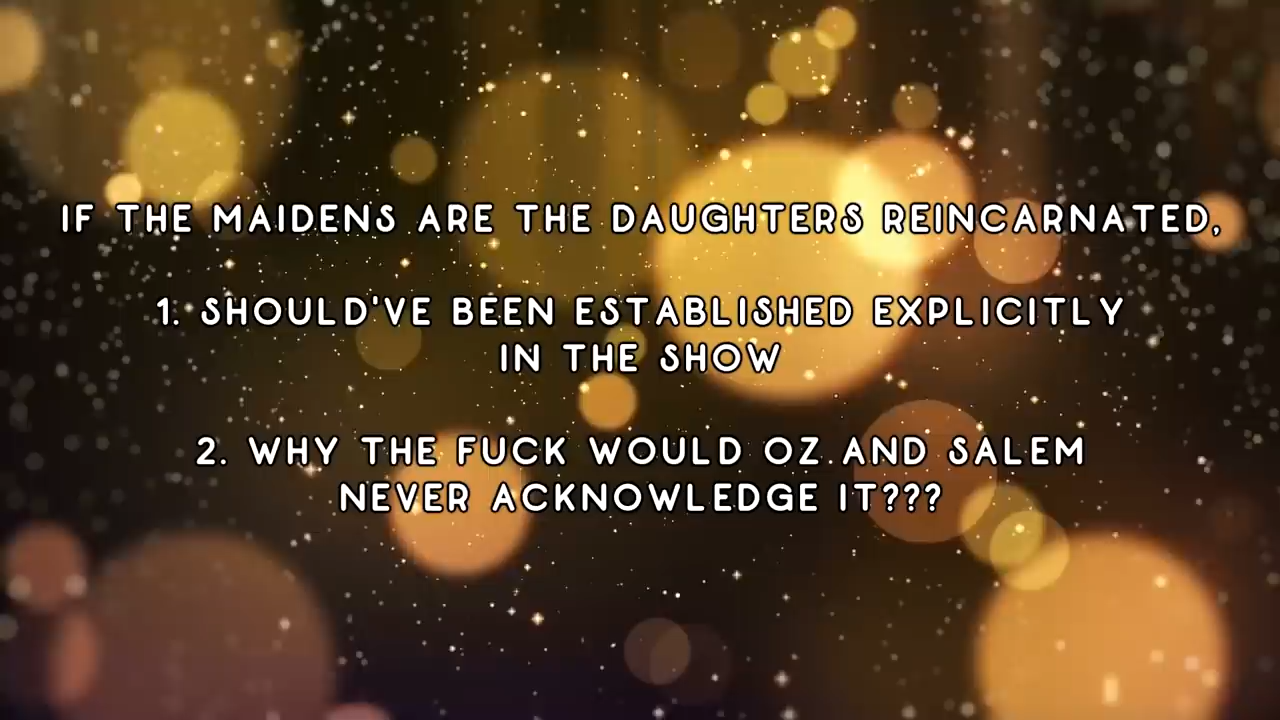 IF THE MAIDENS ARE THE DAUGHTERS REINCARNATED,
1. SHOULD'VE BEEN ESTABLISHED EXPLICITLY
IN THE SHOW
2. WHY THE FUCK WOULD OZ AND SALEM
NEVER ACKNOWLEDGE IT???